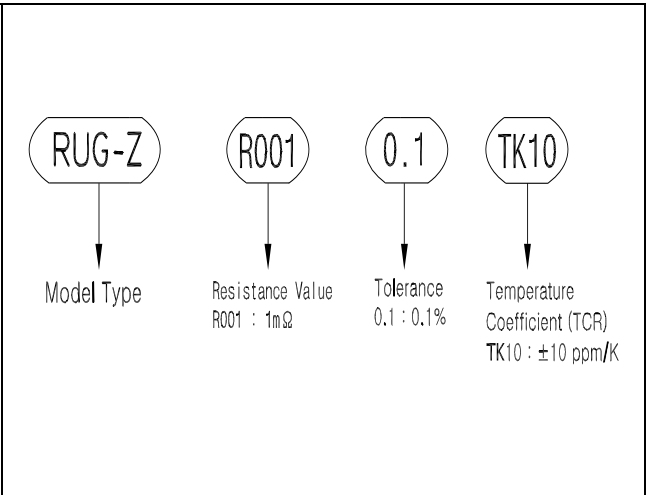 RUG-Z R001 0.1 TK10
Model Type
Resistance Value
R001 : 1mΩ
Tolerance
0.1 : 0.1%
Temperature
Coefficient (TCR)
TK10 : ±10 ppm/K